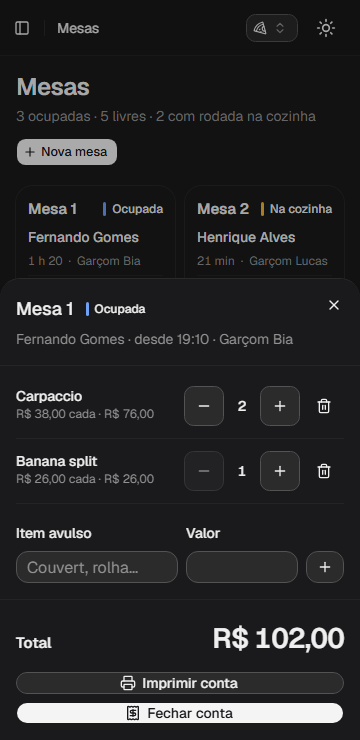 Mesas
Mesas
3 ocupadas · 5 livres · 2 com rodada na cozinha
+ Nova mesa
Mesa 1 Ocupada
Fernando Gomes
1 h 20 · Garçom Bia
Mesa 2 Na cozinha
Henrique Alves
21 min · Garçom Lucas
Mesa 1 Ocupada
Fernando Gomes · desde 19:10 · Garçom Bia
Carpaccio
R$ 38,00 cada · R$ 76,00
2
Banana split
R$ 26,00 cada · R$ 26,00
1
Item avulso Valor
Couvert, rolha...
Total R$ 102,00
Imprimir conta
Fechar conta